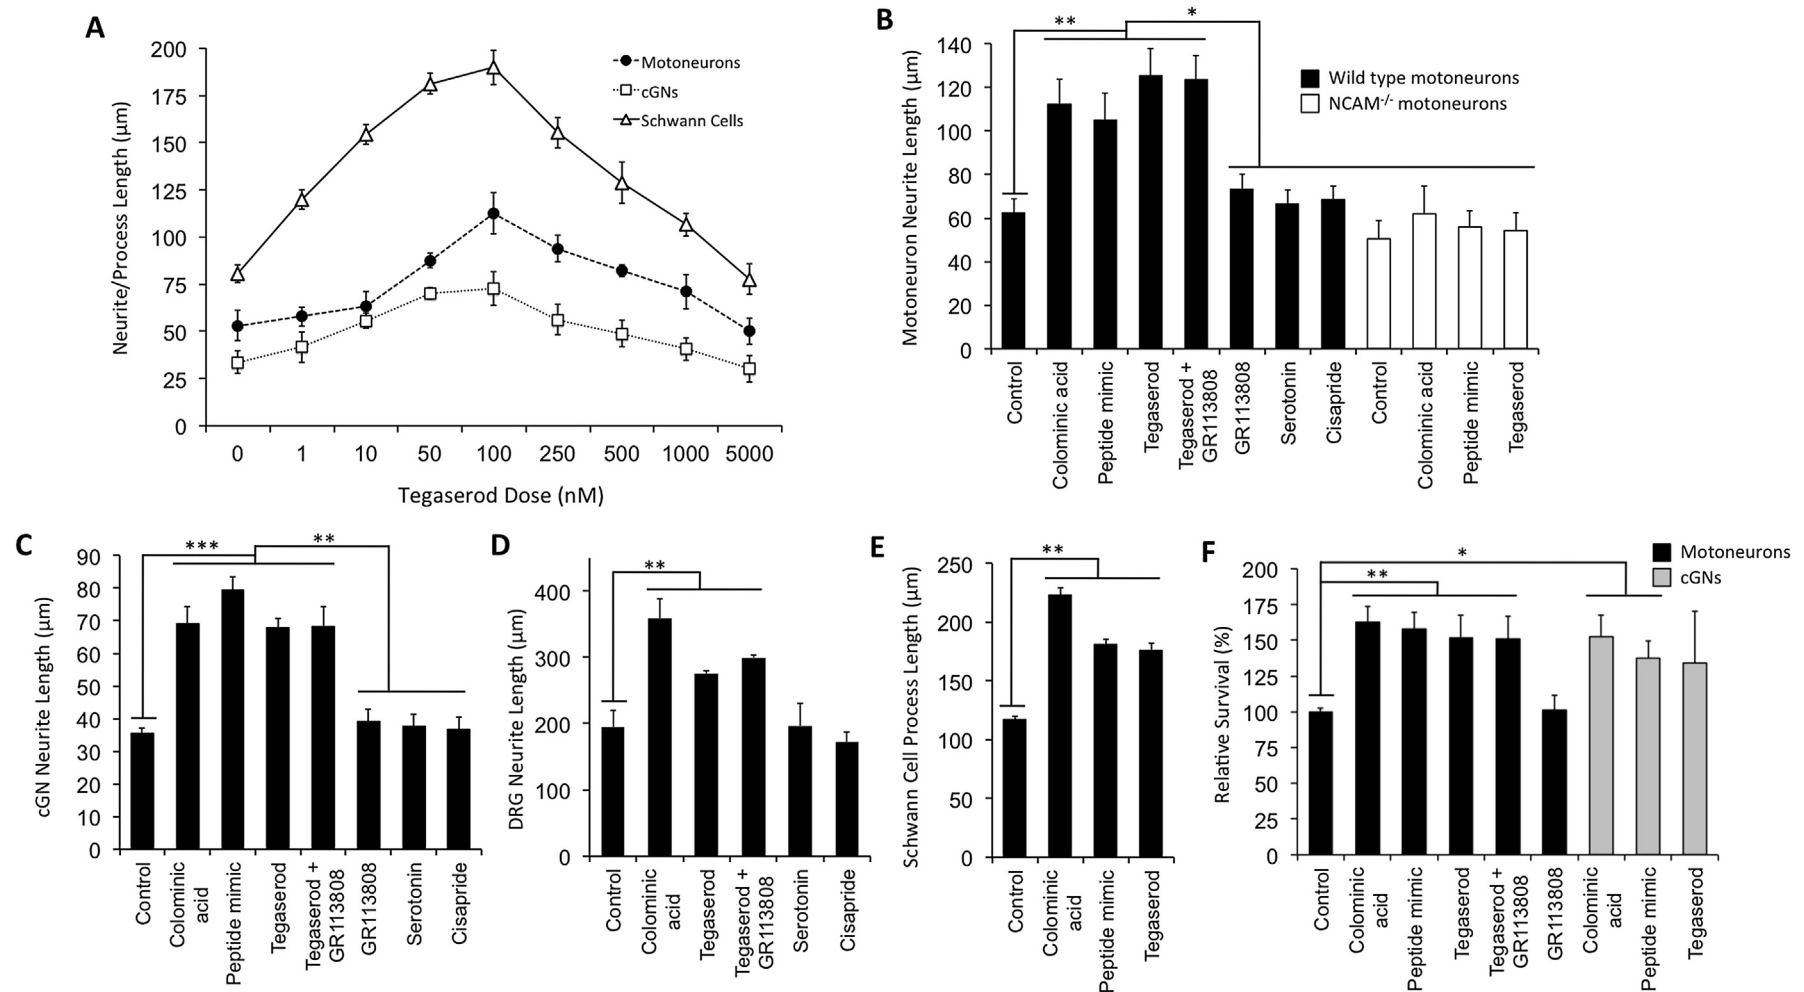 A
200
175
150
125
100
75
50
25
0
Neurite/Process Length (µm)
Motoneurons
cGNs
Schwann Cells
0 1 10 50 100 250 500 1000 5000
Tegaserod Dose (nM)
B
** *
140
120
100
80
60
40
20
0
Motoneuron Neurite Length (µm)
Wild type motoneurons
NCAM-/- motoneurons
Control
Colominic acid
Peptide mimic
Tegaserod
Tegaserod +
GR113808
GR113808
Serotonin
Cisapride
Control
Colominic acid
Peptide mimic
Tegaserod
C
*** **
90
80
70
60
50
40
30
20
10
0
cGN Neurite Length (µm)
Control
Colominic
acid
Peptide mimic
Tegaserod
Tegaserod +
GR113808
GR113808
Serotonin
Cisapride
D
**
400
300
200
100
0
DRG Neurite Length (µm)
Control
Colominic
acid
Tegaserod
Tegaserod +
GR113808
Serotonin
Cisapride
E
**
250
200
150
100
50
0
Schwann Cell Process Length (µm)
Control
Colominic
acid
Peptide mimic
Tegaserod
F
*
**
200
175
150
125
100
75
50
25
0
Relative Survival (%)
Motoneurons
cGNs
Control
Colominic
acid
Peptide mimic
Tegaserod
Tegaserod +
GR113808
GR113808
Colominic
acid
Peptide mimic
Tegaserod